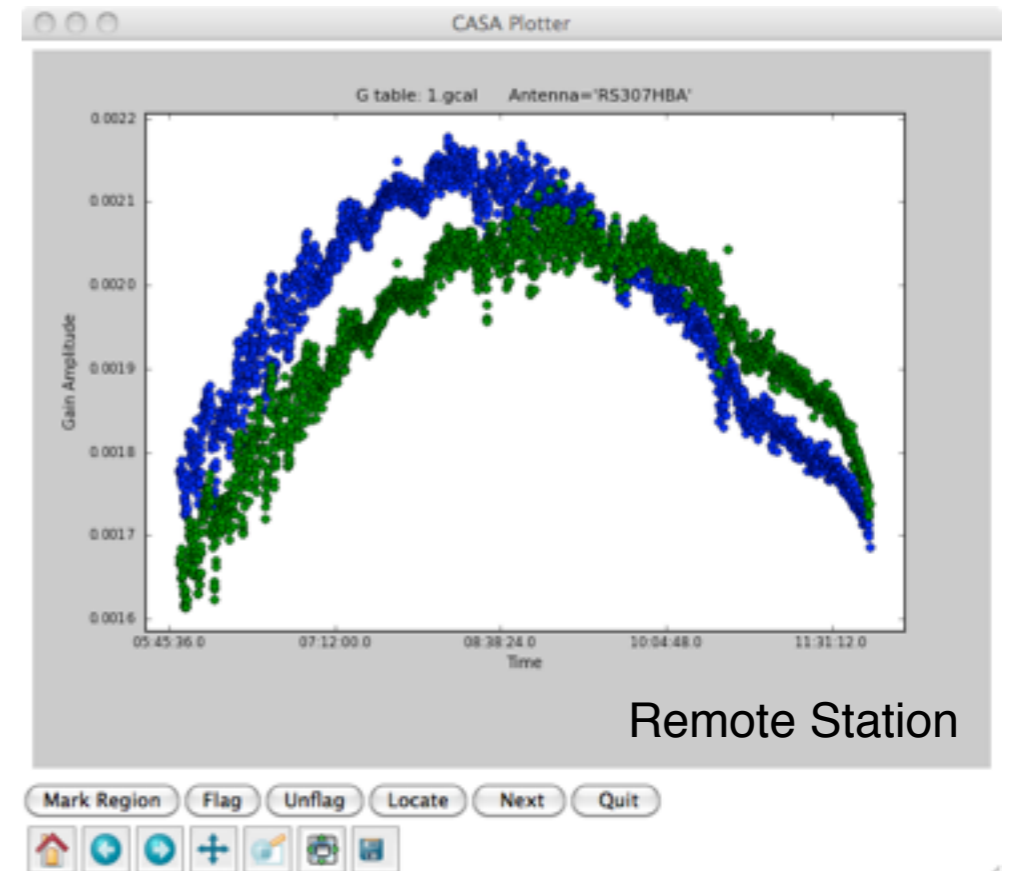 CASA Plotter
G table: 1.gcal Antenna='RS307HBA'
0.0022
0.0021
0.0020
0.0019
0.0018
0.0017
0.0016
Gain Amplitude
05:45:36.0 07:12:00.0 08:38:24.0 10:04:48.0 11:31:12.0
Time
Remote Station
Mark Region Flag Unflag Locate Next Quit